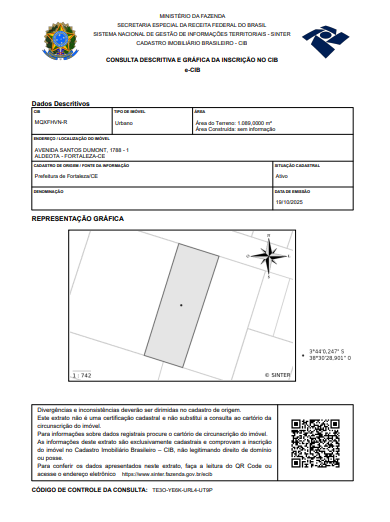 MINISTÉRIO DA FAZENDA
SECRETARIA ESPECIAL DA RECEITA FEDERAL DO BRASIL
SISTEMA NACIONAL DE GESTÃO DE INFORMAÇÕES TERRITORIAIS - SINTER
CADASTRO IMOBILIÁRIO BRASILEIRO - CIB
CONSULTA DESCRITIVA E GRÁFICA DA INSCRIÇÃO NO CIB
e-CIB
Dados Descritivos
CIB
MQXFHVN-R
TIPO DE IMÓVEL
Urbano
ÁREA
Área do Terreno: 1.089,0000 m²
Área Construída: sem informação
ENDEREÇO / LOCALIZAÇÃO DO IMÓVEL
AVENIDA SANTOS DUMONT, 1788 - 1
ALDEOTA - FORTALEZA-CE
CADASTRO DE ORIGEM / FONTE DA INFORMAÇÃO
Prefeitura de Fortaleza/CE
SITUAÇÃO CADASTRAL
Ativo
DENOMINAÇÃO
DATA DE EMISSÃO
19/10/2025
REPRESENTAÇÃO GRÁFICA
N
3°44'0,247" S
38°30'28,901" O
1 : 742
© SINTER
Divergências e inconsistências deverão ser dirimidas no cadastro de origem.
Este extrato não é uma certificação cadastral e não substitui a consulta ao cartório da
circunscrição do imóvel.
Para informações sobre dados registrais procure o cartório de circunscrição do imóvel.
As informações deste extrato são exclusivamente cadastrais e comprovam a inscrição
do imóvel no Cadastro Imobiliário Brasileiro – CIB, não legitimando direito de domínio
ou posse.
Para conferir os dados apresentados neste extrato, faça a leitura do QR Code ou
acesse o endereço eletrônico https://www.sinter.fazenda.gov.br/ecib
CÓDIGO DE CONTROLE DA CONSULTA: TE3O-YE6K-URL4-UT9P